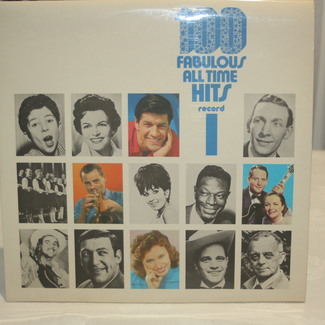 100
FABULOUS
ALL TIME
HITS
record
1